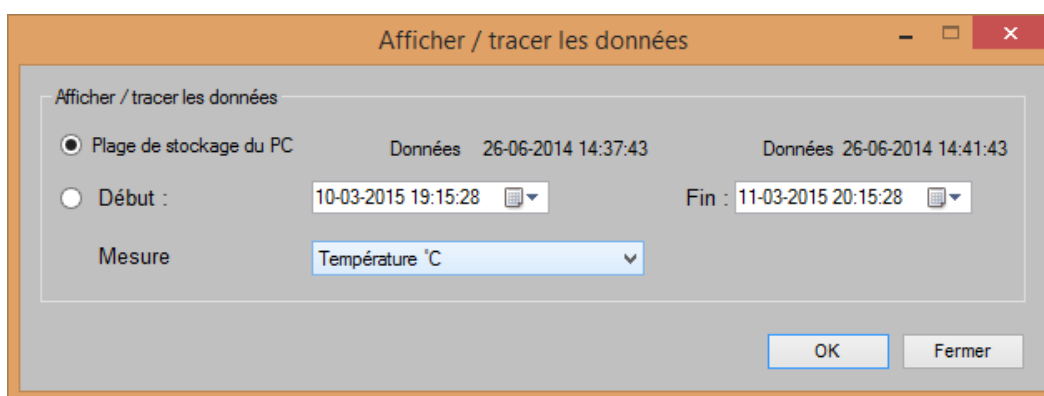 Afficher / tracer les données
Afficher / tracer les données
Plage de stockage du PC Données 26-06-2014 14:37:43 Données 26-06-2014 14:41:43
Début : 10-03-2015 19:15:28 Fin : 11-03-2015 20:15:28
Mesure Température °C
OK Fermer